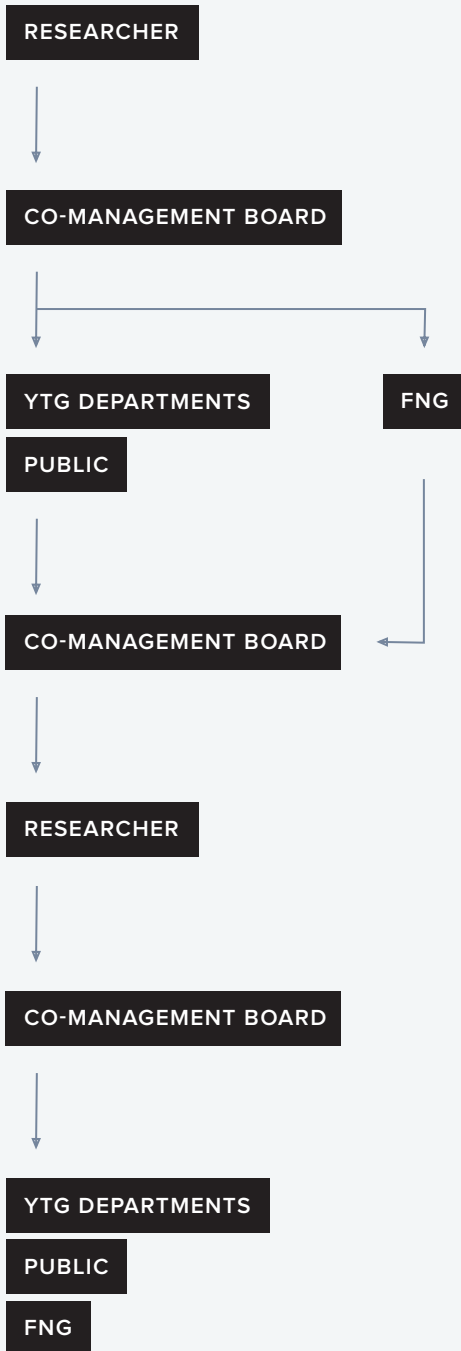 RESEARCHER
CO-MANAGEMENT BOARD
YTG DEPARTMENTS
FNG
PUBLIC
CO-MANAGEMENT BOARD
RESEARCHER
CO-MANAGEMENT BOARD
YTG DEPARTMENTS
PUBLIC
FNG